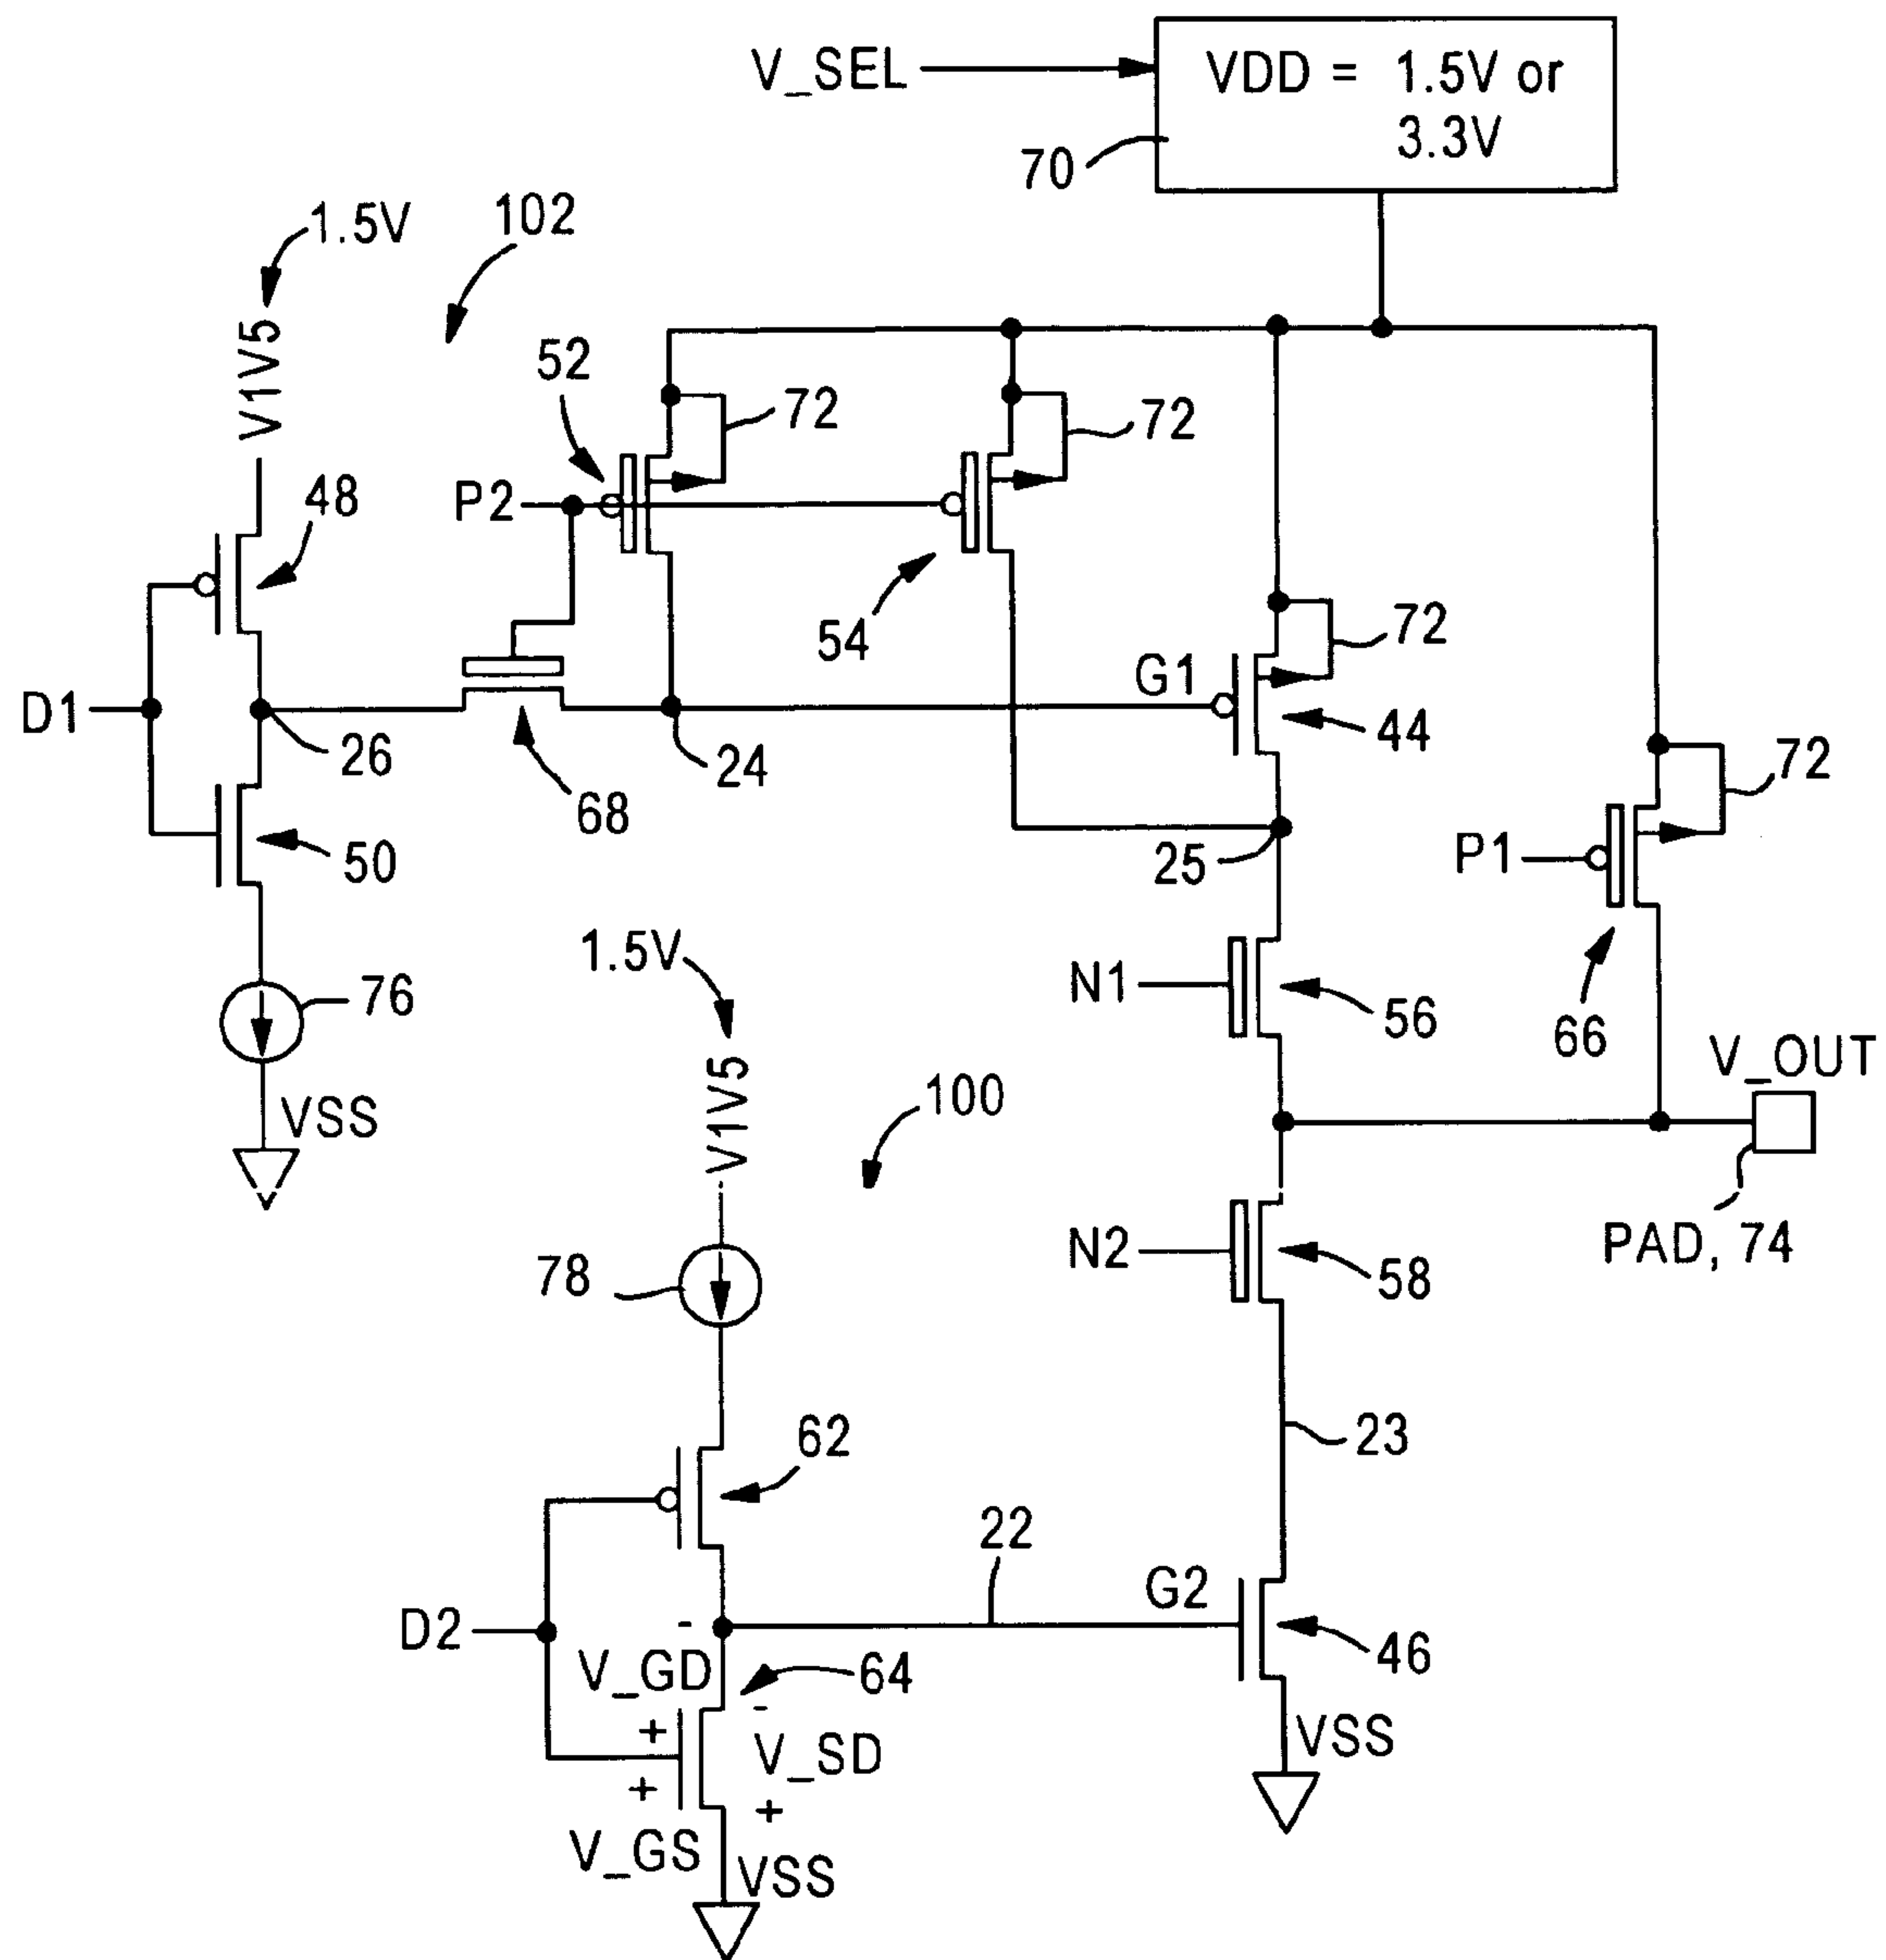 V_SEL
VDD = 1.5V or
3.3V
70
1.5V
102
V1V5
52
72
72
48
P2
54
72
G1
D1
26
68
24
44
72
50
25
P1
1.5V
76
N1
56
66
V_OUT
VSS
V1V5
100
N2
58
PAD, 74
78
62
23
22
G2
D2
-
V_GD
64
46
-
+
V_SD
VSS
+
+
V_GS
VSS